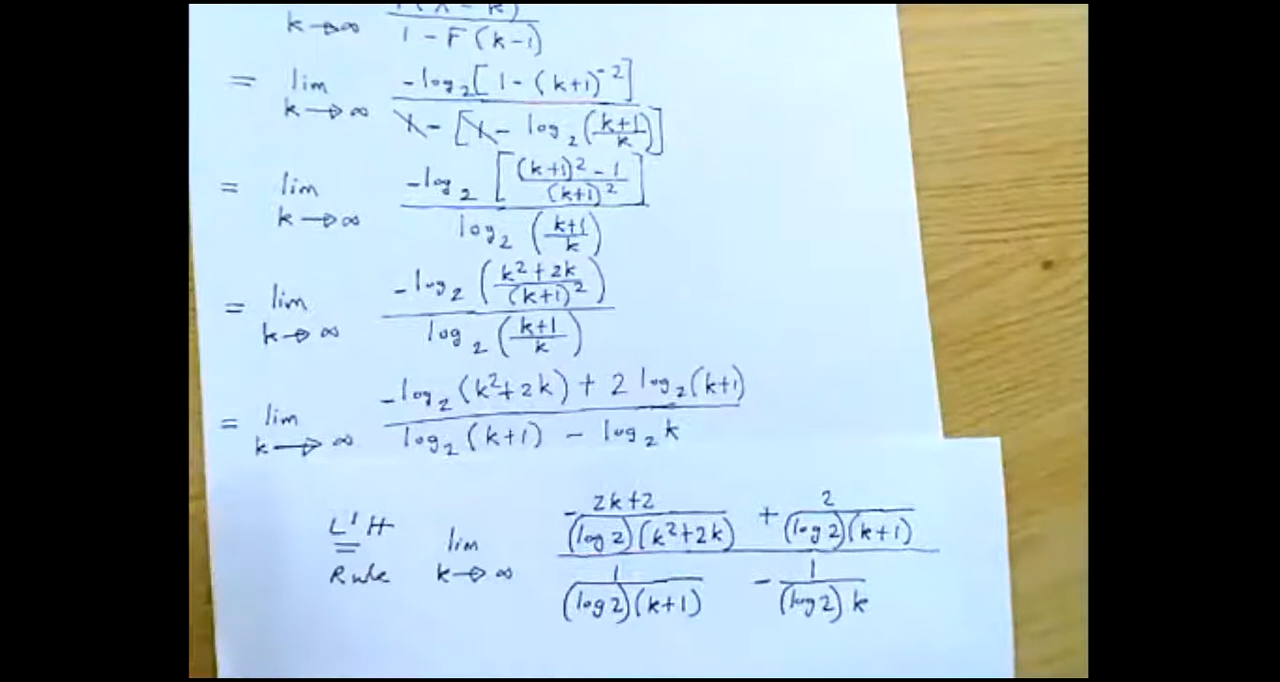 lim k→∞ P(X = k) / 1 - F(k-1)
= lim k→∞ -log₂[1 - (k+1)⁻²] / 1 - [1 - log₂((k+1)/k)]
= lim k→∞ -log₂[((k+1)² - 1)/(k+1)²] / log₂((k+1)/k)
= lim k→∞ -log₂((k² + 2k)/(k+1)²) / log₂((k+1)/k)
= lim k→∞ -log₂(k²+2k) + 2 log₂(k+1) / log₂(k+1) - log₂k
L'H = Rule lim k→∞ -(2k+2)/((log 2)(k²+2k)) + 2/((log 2)(k+1)) / 1/((log 2)(k+1)) - 1/((log 2) k)